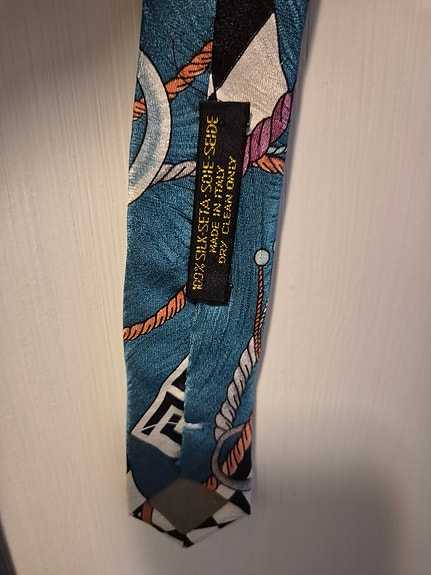 100% SILK-SETA-SOIE-SEIDE
MADE IN ITALY
DRY CLEAN ONLY